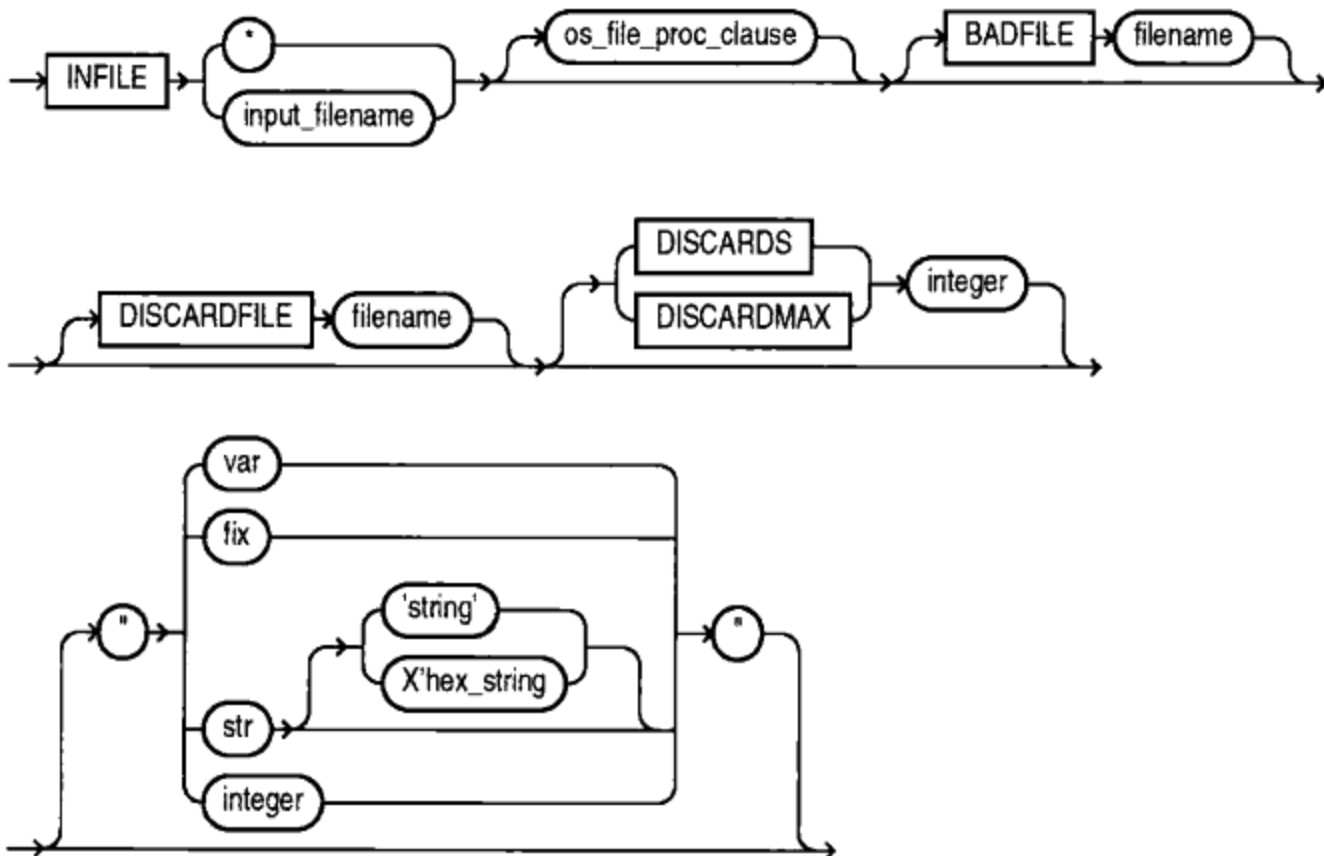 *
os_file_proc_clause
BADFILE filename
INFILE
input_filename
DISCARDS
integer
DISCARDFILE filename
DISCARDMAX
var
fix
'string'
" "
X'hex_string
str
integer